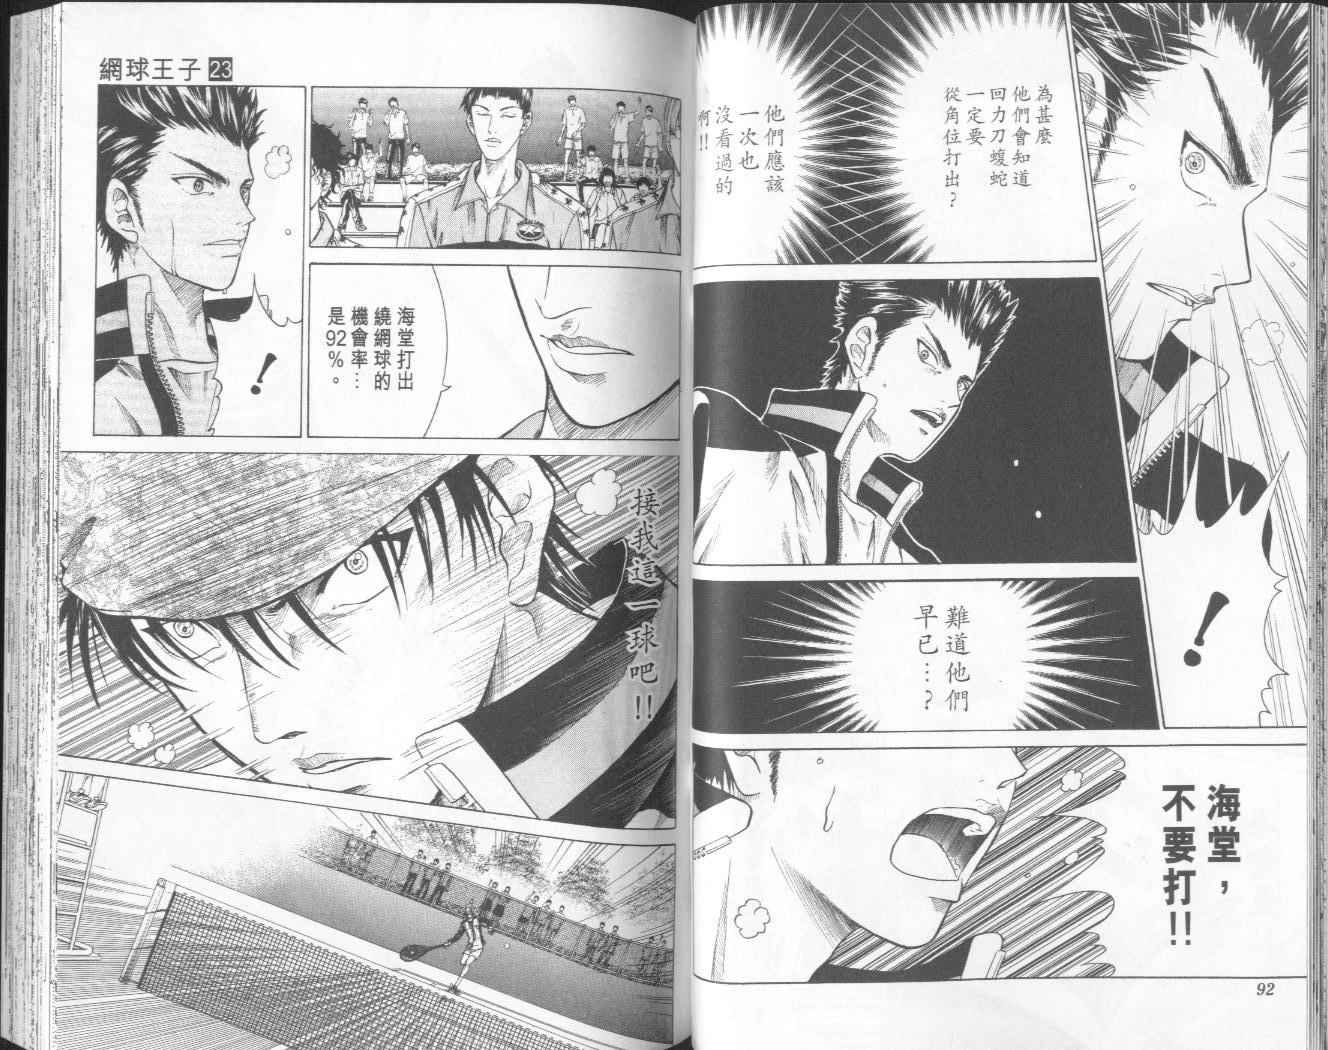 為甚麼
他們會知道
回力刀蝮蛇
一定要
從角位打出？
他們應該
一次也
沒看過的
啊！！
！
難道他們
早已…？
海堂，
不要打！！
92
網球王子 23
！
海堂打出
繞網球的
機會率…
是92％。
接我這一球吧！！